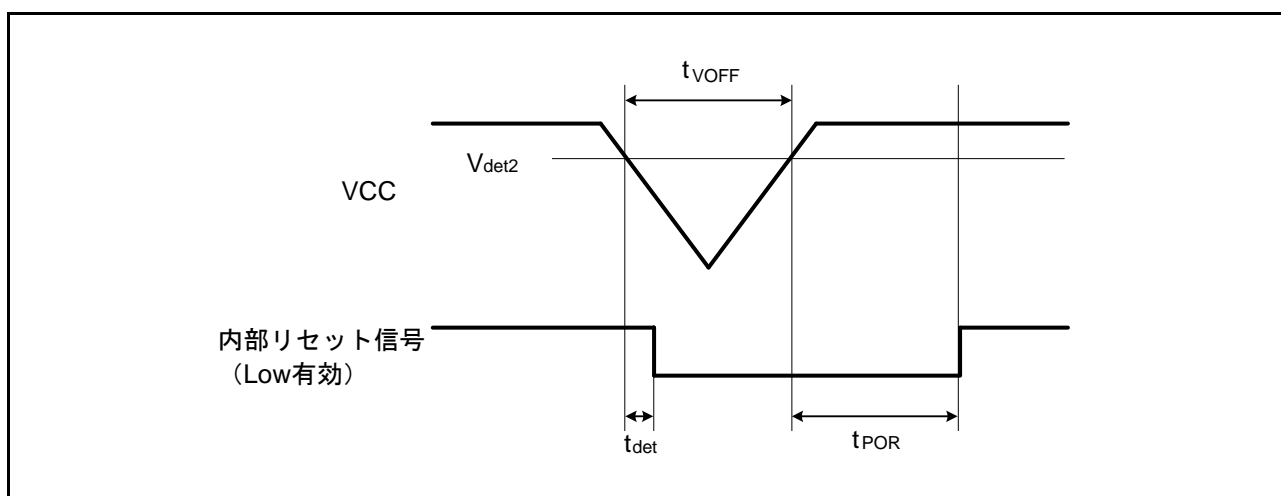 tVOFF
Vdet2
VCC
内部リセット信号
（Low有効）
tdet
tPOR